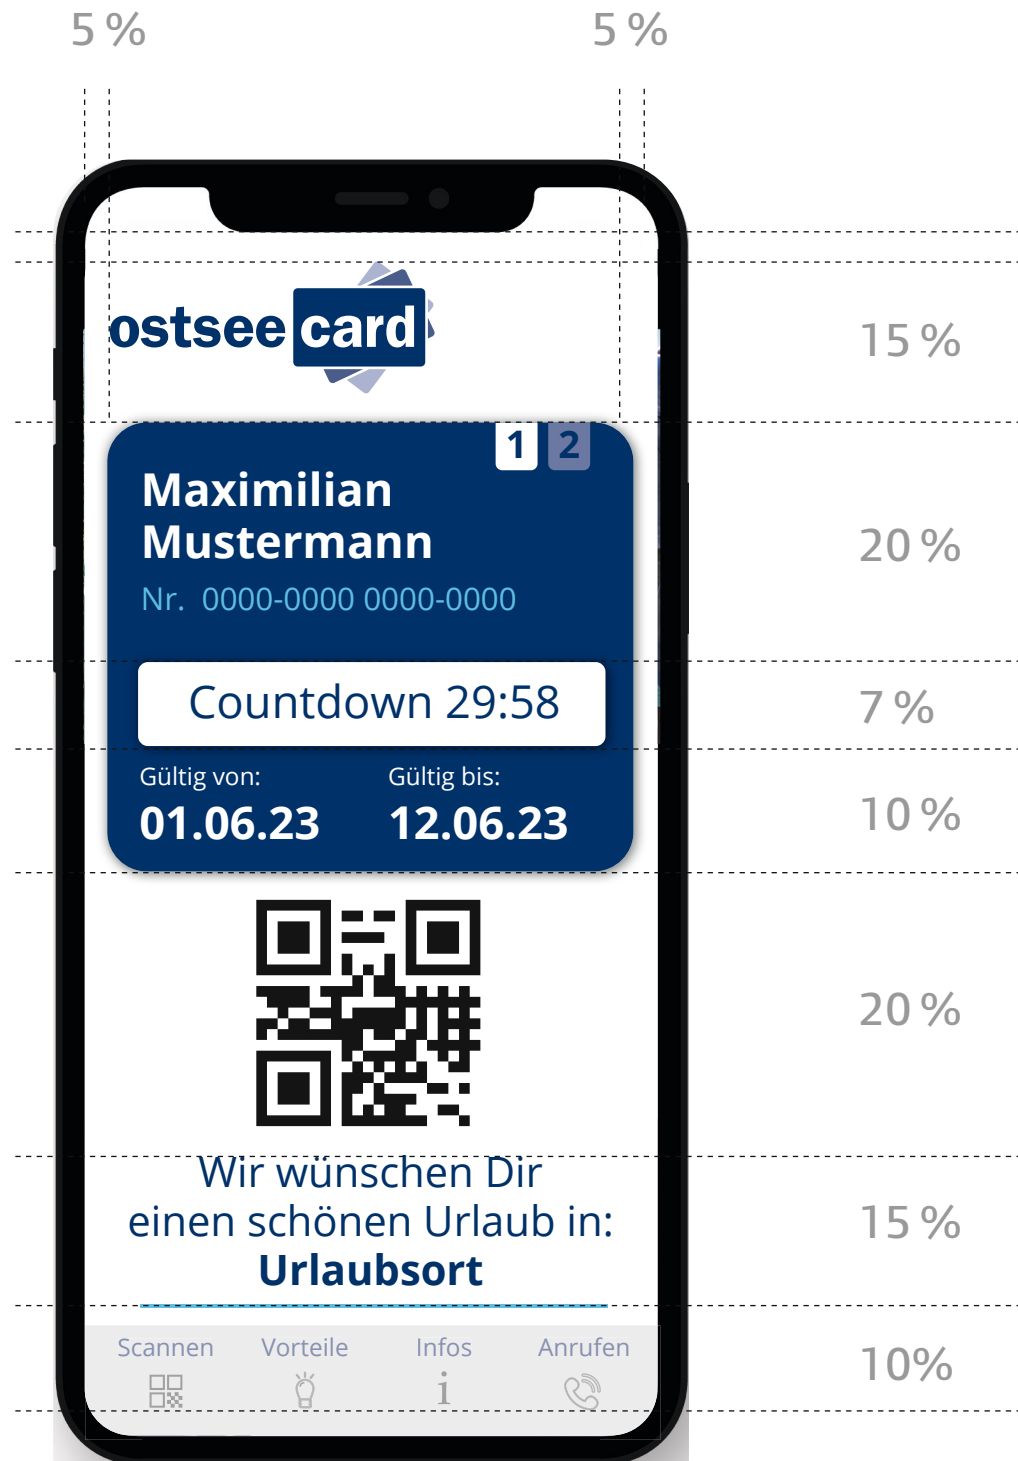 5 % 5 %
ostsee card
15 %
1 2
Maximilian
Mustermann
20 %
Nr. 0000-0000 0000-0000
Countdown 29:58
7 %
Gültig von: Gültig bis:
01.06.23 12.06.23
10 %
20 %
Wir wünschen Dir
einen schönen Urlaub in:
15 %
Urlaubsort
Scannen Vorteile Infos Anrufen
10%